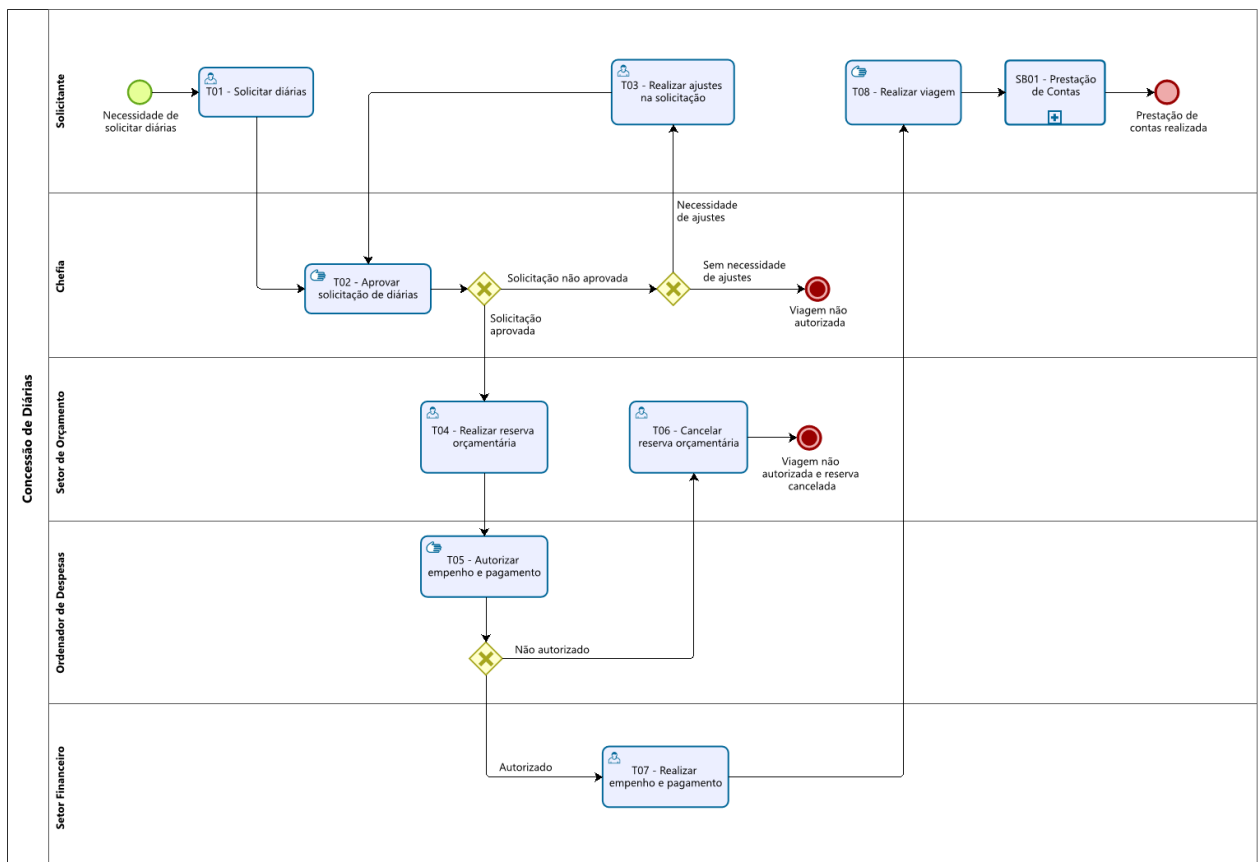 Concessão de Diárias
Solicitante
Necessidade de
solicitar diárias
T01 - Solicitar diárias
T03 - Realizar ajustes
na solicitação
T08 - Realizar viagem
SB01 - Prestação
de Contas
Prestação de
contas realizada
Chefia
T02 - Aprovar
solicitação de diárias
Solicitação não aprovada
Solicitação
aprovada
Necessidade
de ajustes
Sem necessidade
de ajustes
Viagem não
autorizada
Setor de Orçamento
T04 - Realizar reserva
orçamentária
T06 - Cancelar
reserva orçamentária
Viagem não
autorizada e reserva
cancelada
Ordenador de Despesas
T05 - Autorizar
empenho e pagamento
Não autorizado
Setor Financeiro
Autorizado
T07 - Realizar
empenho e pagamento